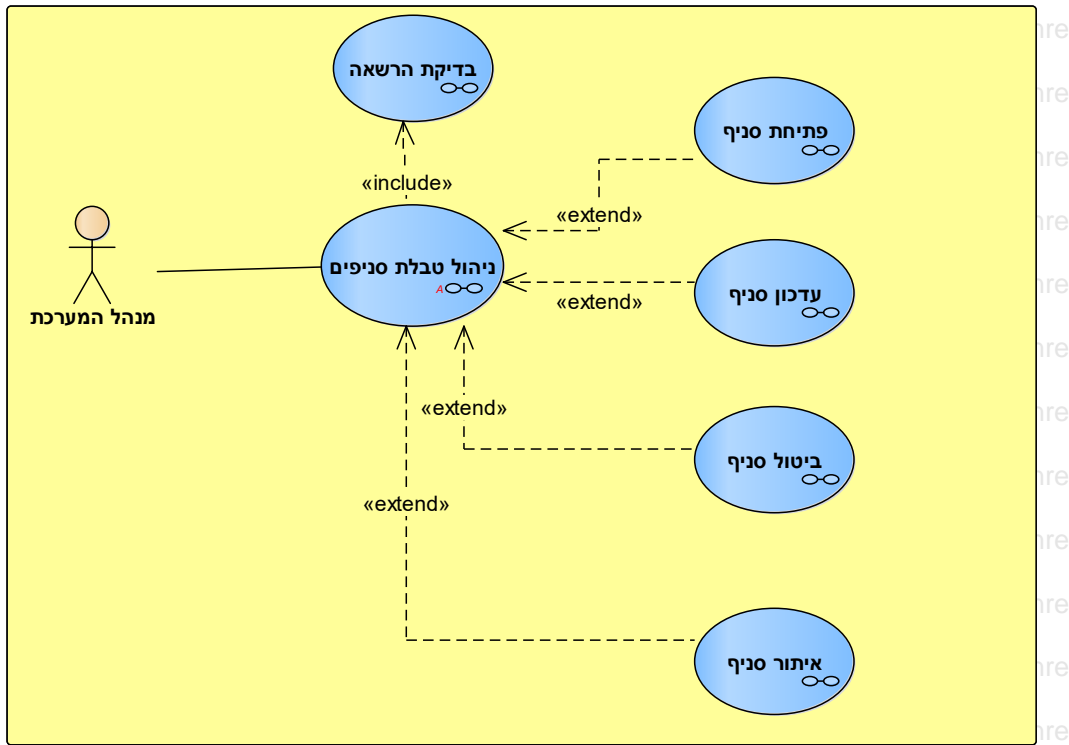 בדיקת הרשאה
פתיחת סניף
«include»
«extend»
ניהול טבלת סניפים
A
עדכון סניף
«extend»
מנהל המערכת
«extend»
ביטול סניף
«extend»
איתור סניף